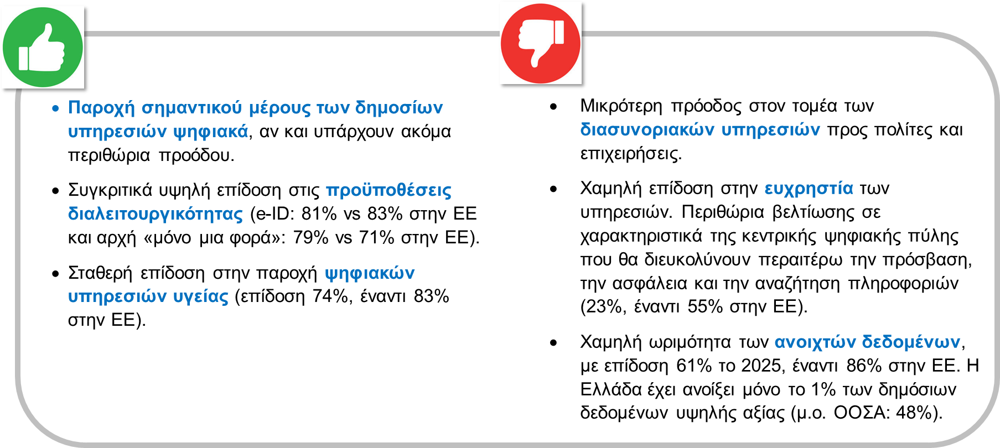 • Παροχή σημαντικού μέρους των δημοσίων
υπηρεσιών ψηφιακά, αν και υπάρχουν ακόμα
περιθώρια προόδου.
• Συγκριτικά υψηλή επίδοση στις προϋποθέσεις
διαλειτουργικότητας (e-ID: 81% vs 83% στην ΕΕ
και αρχή «μόνο μια φορά»: 79% vs 71% στην ΕΕ).
• Σταθερή επίδοση στην παροχή ψηφιακών
υπηρεσιών υγείας (επίδοση 74%, έναντι 83%
στην ΕΕ).
• Μικρότερη πρόοδος στον τομέα των
διασυνοριακών υπηρεσιών προς πολίτες και
επιχειρήσεις.
• Χαμηλή επίδοση στην ευχρηστία των
υπηρεσιών. Περιθώρια βελτίωσης σε
χαρακτηριστικά της κεντρικής ψηφιακής πύλης
που θα διευκολύνουν περαιτέρω την πρόσβαση,
την ασφάλεια και την αναζήτηση πληροφοριών
(23%, έναντι 55% στην ΕΕ).
• Χαμηλή ωριμότητα των ανοιχτών δεδομένων,
με επίδοση 61% το 2025, έναντι 86% στην ΕΕ. Η
Ελλάδα έχει ανοίξει μόνο το 1% των δημόσιων
δεδομένων υψηλής αξίας (μ.ο. ΟΟΣΑ: 48%).